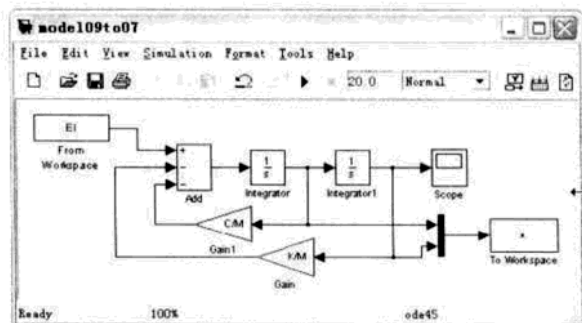 model09to07
File Edit View Simulation Format Tools Help
20.0 Normal
EI
From
Workspace
Add
1
s
Integrator
1
s
Integrator1
Scope
C/M
Gain1
K/M
Gain
x
To Workspace
Ready 100% ode45